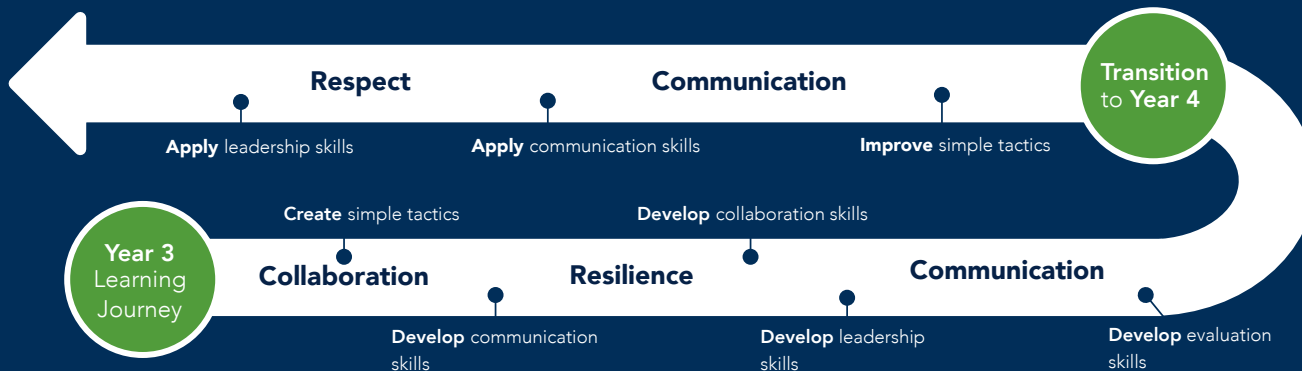 Respect
Communication
Transition
to Year 4
Apply leadership skills
Apply communication skills
Improve simple tactics
Create simple tactics
Develop collaboration skills
Year 3
Learning
Journey
Collaboration
Resilience
Communication
Develop communication
skills
Develop leadership
skills
Develop evaluation
skills